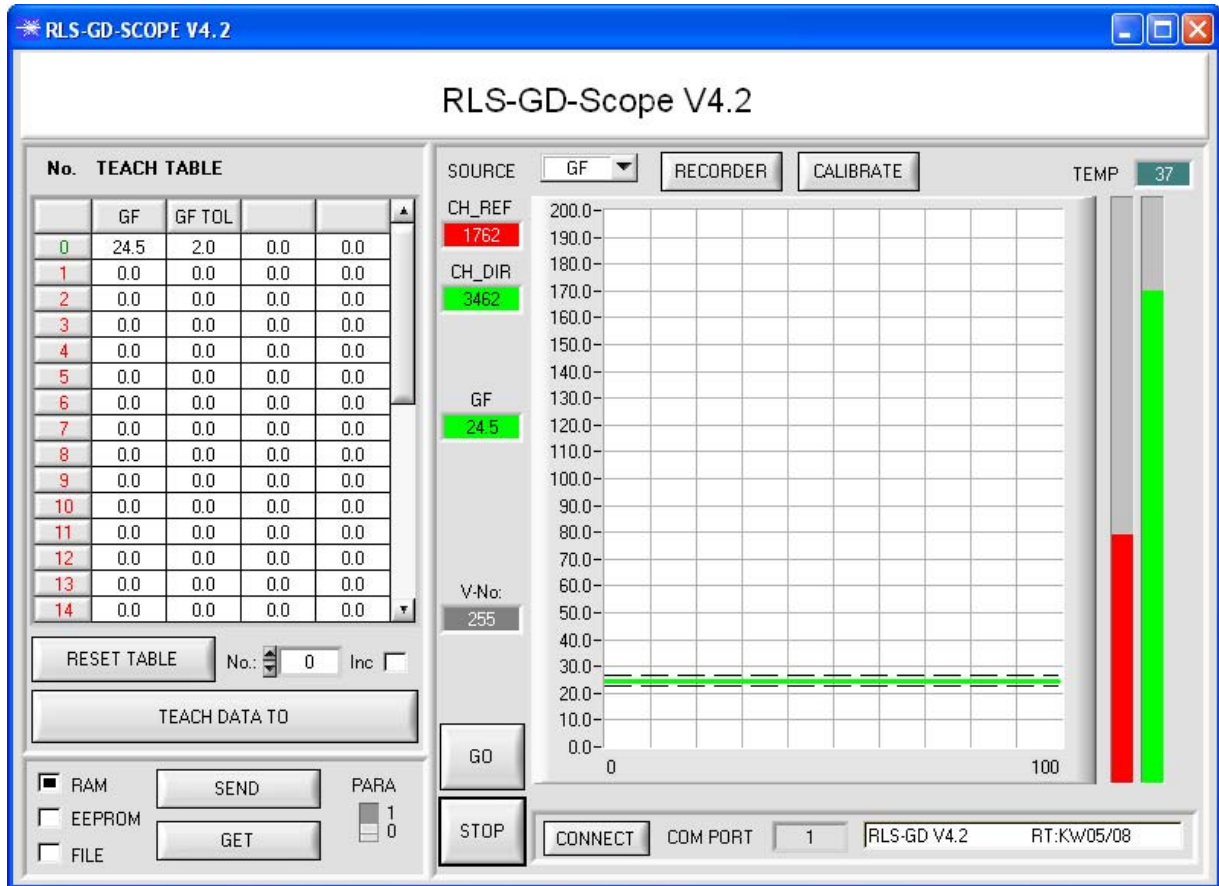 RLS-GD-SCOPE V4.2
RLS-GD-Scope V4.2
No. TEACH TABLE
GF GF TOL
0 24.5 2.0 0.0 0.0
1 0.0 0.0 0.0 0.0
2 0.0 0.0 0.0 0.0
3 0.0 0.0 0.0 0.0
4 0.0 0.0 0.0 0.0
5 0.0 0.0 0.0 0.0
6 0.0 0.0 0.0 0.0
7 0.0 0.0 0.0 0.0
8 0.0 0.0 0.0 0.0
9 0.0 0.0 0.0 0.0
10 0.0 0.0 0.0 0.0
11 0.0 0.0 0.0 0.0
12 0.0 0.0 0.0 0.0
13 0.0 0.0 0.0 0.0
14 0.0 0.0 0.0 0.0
RESET TABLE No.: 0 Inc
TEACH DATA TO
RAM
EEPROM
FILE
SEND
GET
PARA
1
0
SOURCE GF RECORDER CALIBRATE TEMP 37
CH_REF
1762
CH_DIR
3462
GF
24.5
V-No:
255
GO
STOP
200.0
190.0
180.0
170.0
160.0
150.0
140.0
130.0
120.0
110.0
100.0
90.0
80.0
70.0
60.0
50.0
40.0
30.0
20.0
10.0
0.0
0 100
CONNECT COM PORT 1 RLS-GD V4.2 RT:KW05/08